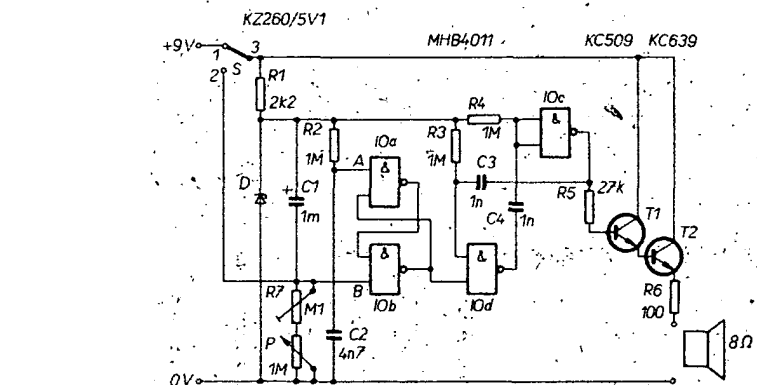 KZ260/5V1
MHB4011
KC509 KC639
+9V 1 3
2 S
R1
2k2
R2
1M
R3
1M
R4
1M
IOa
&
IOb
&
IOc
&
IOd
&
A
B
D
+ C1
1m
C2
4n7
C3
1n
C4
1n
R5
27k
T1
T2
R6
100
R7
M1
P
1M
8Ω
0V